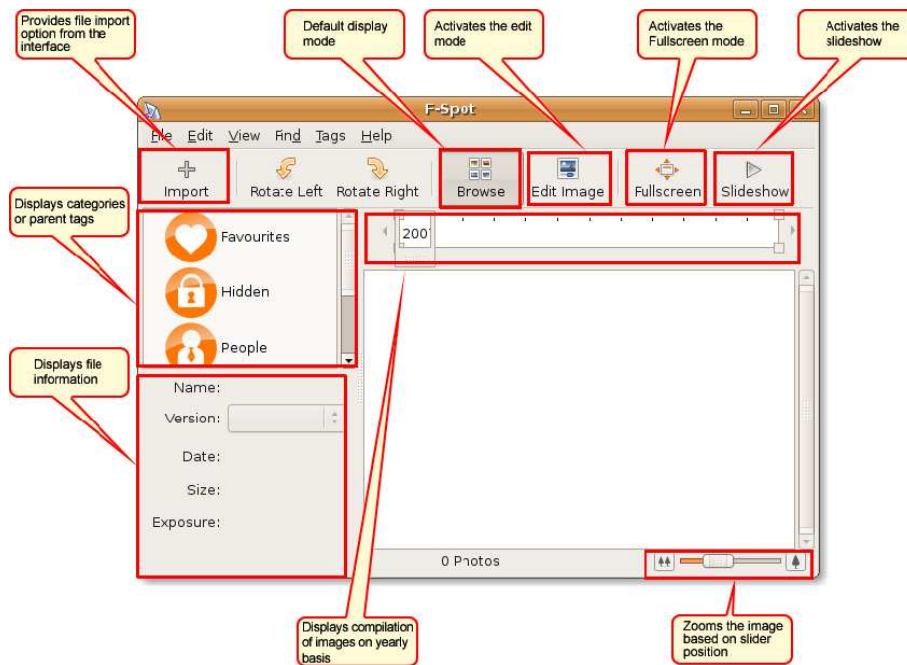 Provides file import
option from the
interface
Default display
mode
Activates the edit
mode
Activates the
Fullscreen mode
Activates the
slideshow
F-Spot
File Edit View Find Tags Help
Import Rotate Left Rotate Right Browse Edit Image Fullscreen Slideshow
Displays categories
or parent tags
Favourites
Hidden
People
200
Displays file
information
Name:
Version:
Date:
Size:
Exposure:
0 Photos
Displays compilation
of images on yearly
basis
Zooms the image
based on slider
position